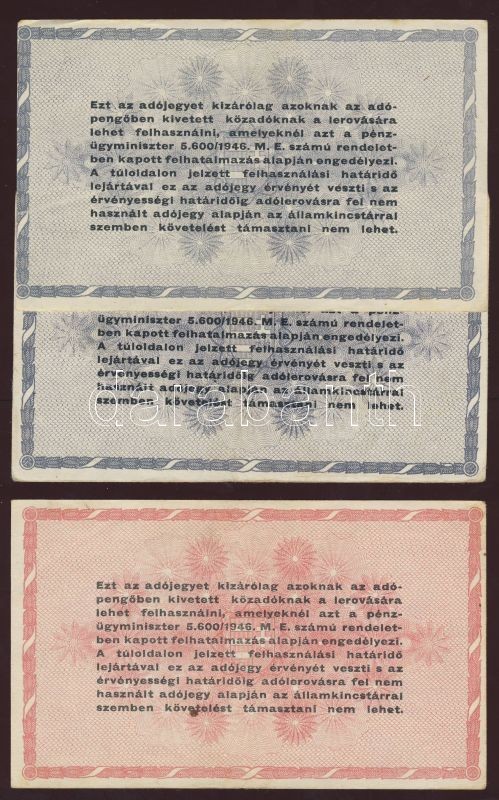 Ezt az adójegyet kizárólag azoknak az adó-
pengőben kivetett közadóknak a lerovására
lehet felhasználni, amelyeknél azt a pénz-
ügyminiszter 5.600/1946. M. E. számú rendelet-
ben kapott felhatalmazás alapján engedélyezi.
A túloldalon jelzett felhasználási határidő
lejártával ez az adójegy érvényét veszti s az
érvényességi határidőig adólerovásra fel nem
használt adójegy alapján az államkincstárral
szemben követelést támasztani nem lehet.
ügyminiszter 5.600/1946. M. E. számú rendelet-
ben kapott felhatalmazás alapján engedélyezi.
A túloldalon jelzett felhasználási határidő
lejártával ez az adójegy érvényét veszti s az
érvényességi határidőig adólerovásra fel nem
használt adójegy alapján az államkincstárral
szemben követelést támasztani nem lehet.
darabanth
Ezt az adójegyet kizárólag azoknak az adó-
pengőben kivetett közadóknak a lerovására
lehet felhasználni, amelyeknél azt a pénz-
ügyminiszter 5.600/1946. M. E. számú rendelet-
ben kapott felhatalmazás alapján engedélyezi.
A túloldalon jelzett felhasználási határidő
lejártával ez az adójegy érvényét veszti s az
érvényességi határidőig adólerovásra fel nem
használt adójegy alapján az államkincstárral
szemben követelést támasztani nem lehet.